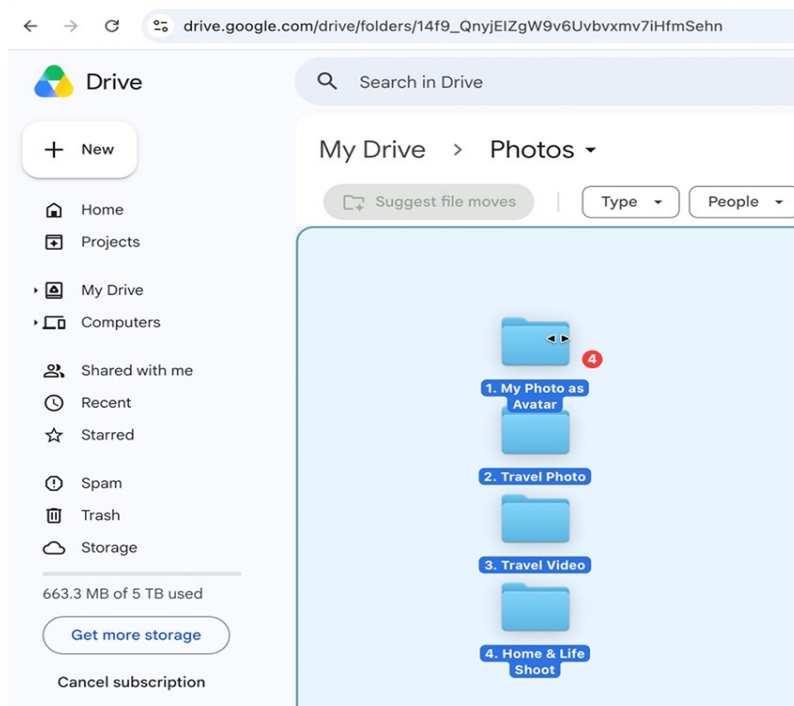 drive.google.com/drive/folders/14f9_QnyjEIZgW9v6Uvbvxmv7iHfmSehn
Drive
Search in Drive
New
My Drive > Photos
Suggest file moves
Type
People
Home
Projects
My Drive
Computers
Shared with me
Recent
Starred
Spam
Trash
Storage
663.3 MB of 5 TB used
Get more storage
Cancel subscription
4
1. My Photo as
Avatar
2. Travel Photo
3. Travel Video
4. Home & Life
Shoot